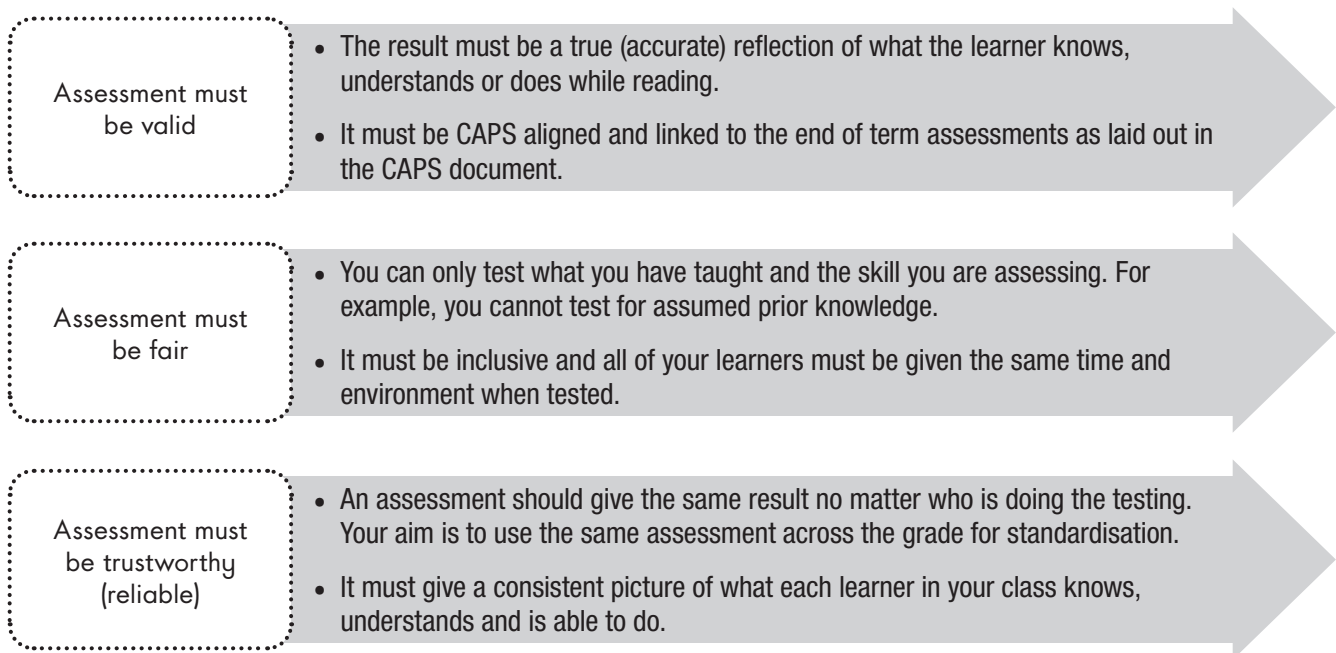 Assessment must
be valid
• The result must be a true (accurate) reflection of what the learner knows,
understands or does while reading.
• It must be CAPS aligned and linked to the end of term assessments as laid out in
the CAPS document.
Assessment must
be fair
• You can only test what you have taught and the skill you are assessing. For
example, you cannot test for assumed prior knowledge.
• It must be inclusive and all of your learners must be given the same time and
environment when tested.
Assessment must
be trustworthy
(reliable)
• An assessment should give the same result no matter who is doing the testing.
Your aim is to use the same assessment across the grade for standardisation.
• It must give a consistent picture of what each learner in your class knows,
understands and is able to do.